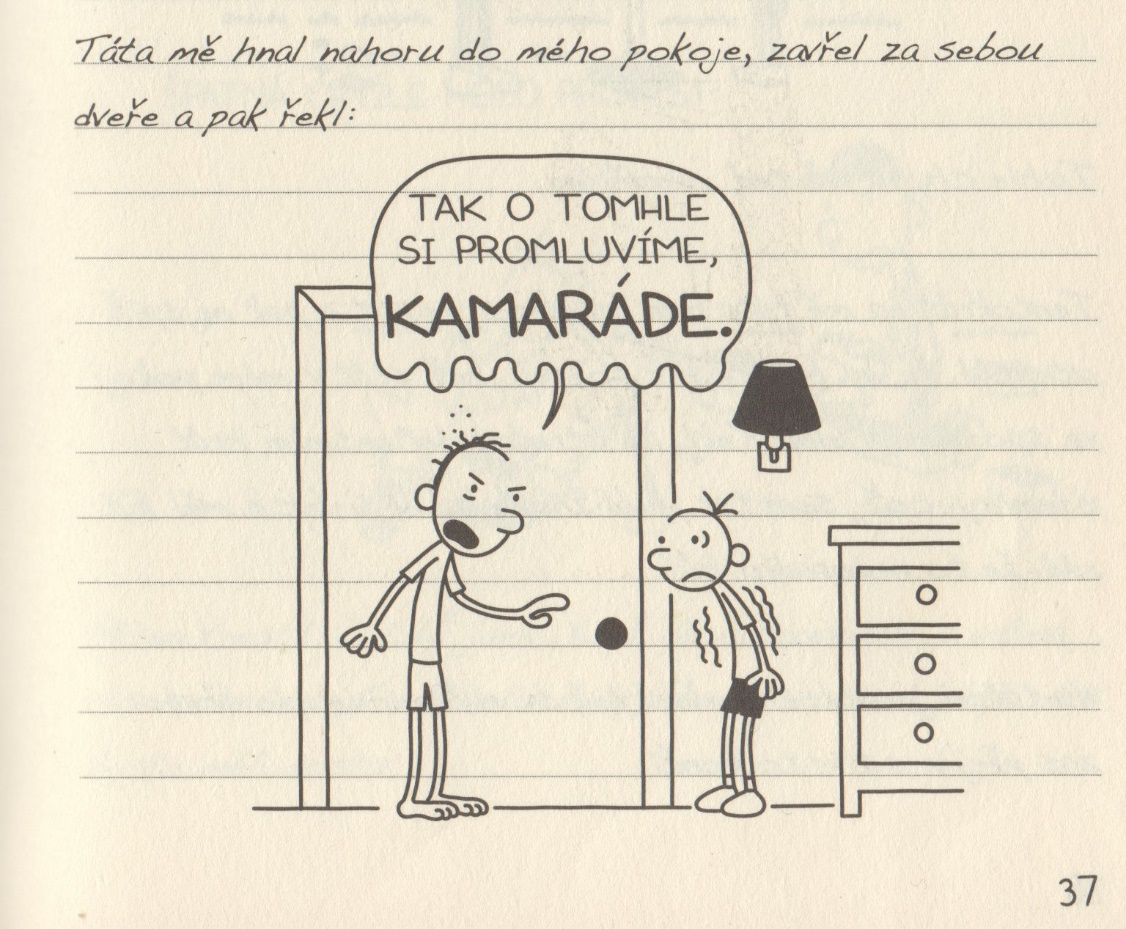 Táta mě hnal nahoru do mého pokoje, zavřel za sebou
dveře a pak řekl:
TAK O TOMHLE
SI PROMLUVÍME,
KAMARÁDE.
37